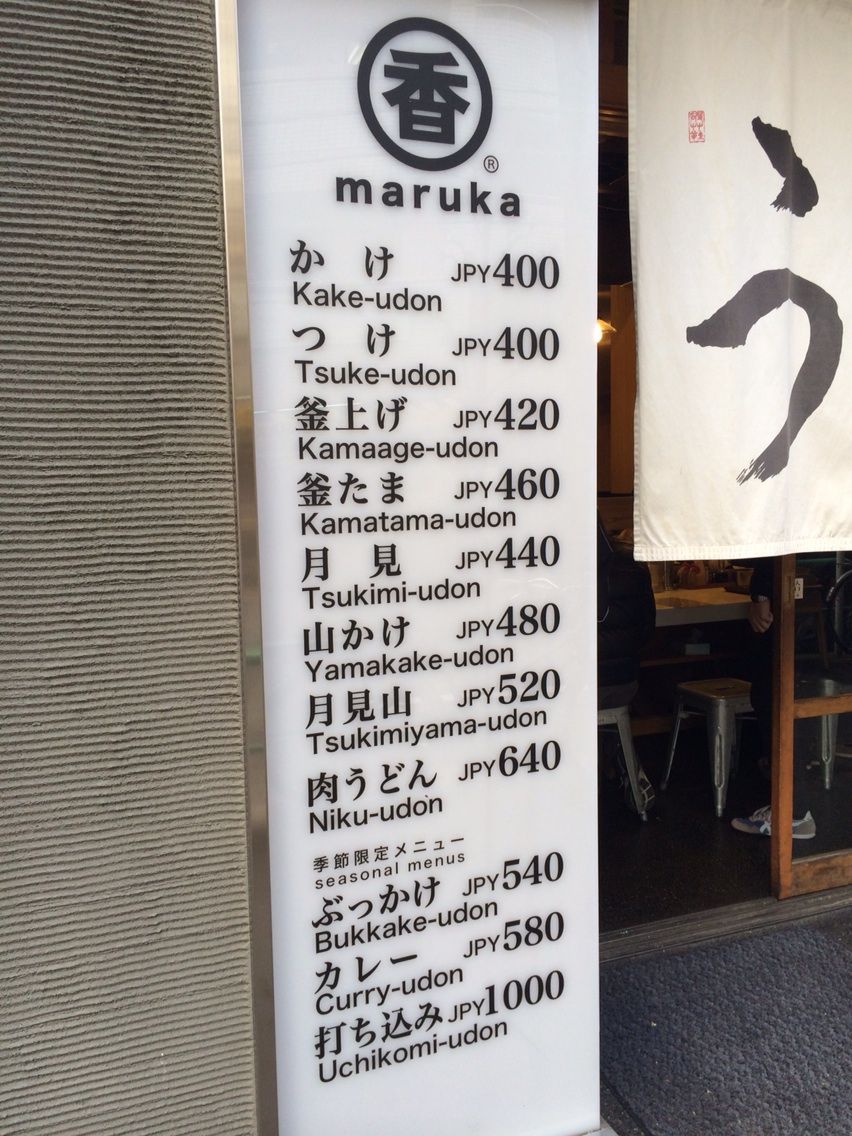 香
®
maruka
かけ JPY400
Kake-udon
つけ JPY400
Tsuke-udon
釜上げ JPY420
Kamaage-udon
釜たま JPY460
Kamatama-udon
月見 JPY440
Tsukimi-udon
山かけ JPY480
Yamakake-udon
月見山 JPY520
Tsukimiyama-udon
肉うどん JPY640
Niku-udon
季節限定メニュー
seasonal menus
ぶっかけ JPY540
Bukkake-udon
カレー JPY580
Curry-udon
打ち込み JPY1000
Uchikomi-udon
う